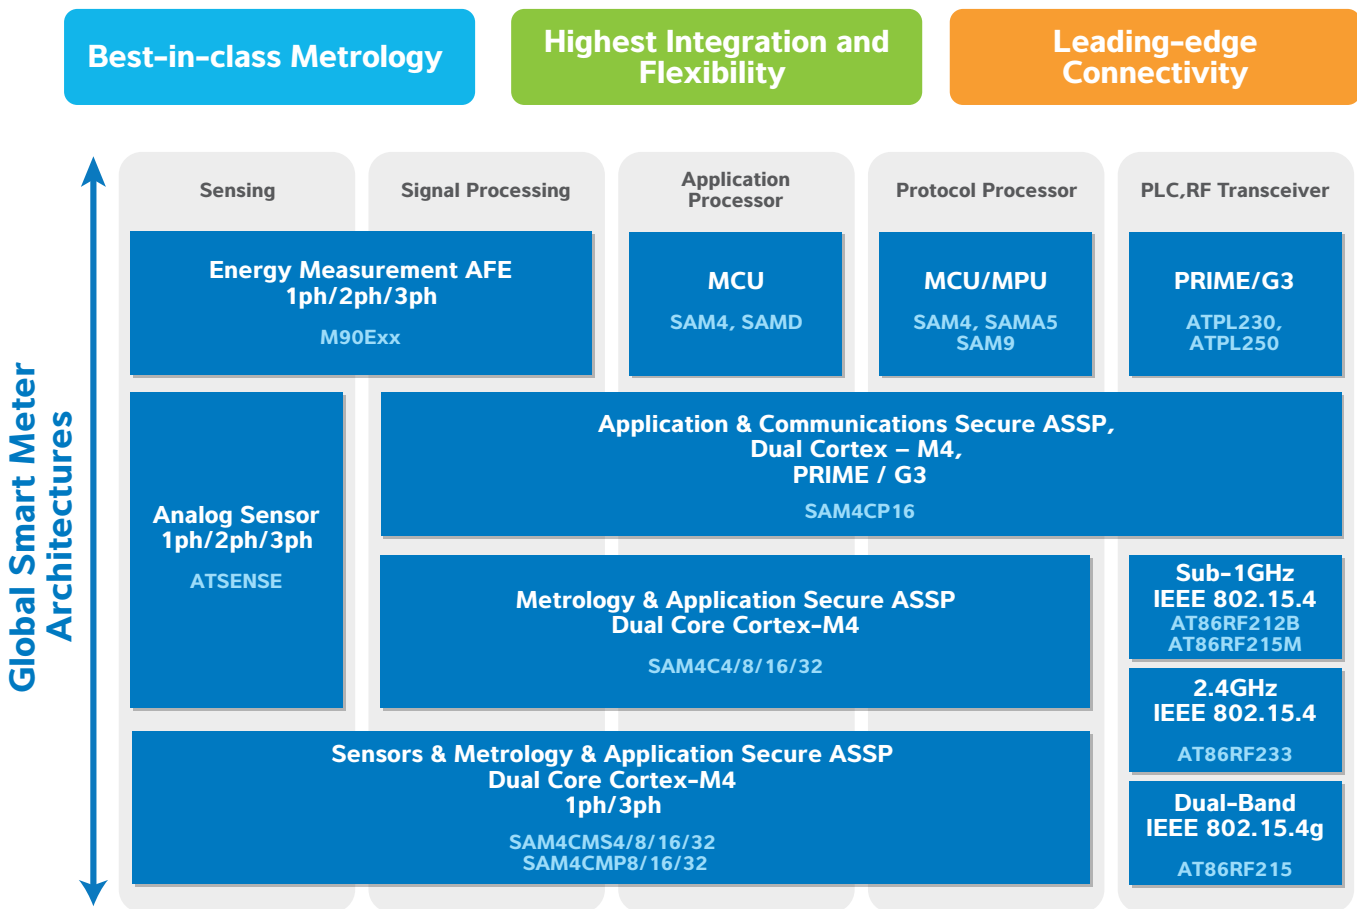 Best-in-class Metrology
Highest Integration and
Flexibility
Leading-edge
Connectivity
Global Smart Meter
Architectures
Sensing
Signal Processing
Application
Processor
Protocol Processor
PLC,RF Transceiver
Energy Measurement AFE
1ph/2ph/3ph
M90Exx
MCU
SAM4, SAMD
MCU/MPU
SAM4, SAMA5
SAM9
PRIME/G3
ATPL230,
ATPL250
Analog Sensor
1ph/2ph/3ph
ATSENSE
Application & Communications Secure ASSP,
Dual Cortex – M4,
PRIME / G3
SAM4CP16
Metrology & Application Secure ASSP
Dual Core Cortex-M4
SAM4C4/8/16/32
Sub-1GHz
IEEE 802.15.4
AT86RF212B
AT86RF215M
2.4GHz
IEEE 802.15.4
AT86RF233
Sensors & Metrology & Application Secure ASSP
Dual Core Cortex-M4
1ph/3ph
SAM4CMS4/8/16/32
SAM4CMP8/16/32
Dual-Band
IEEE 802.15.4g
AT86RF215